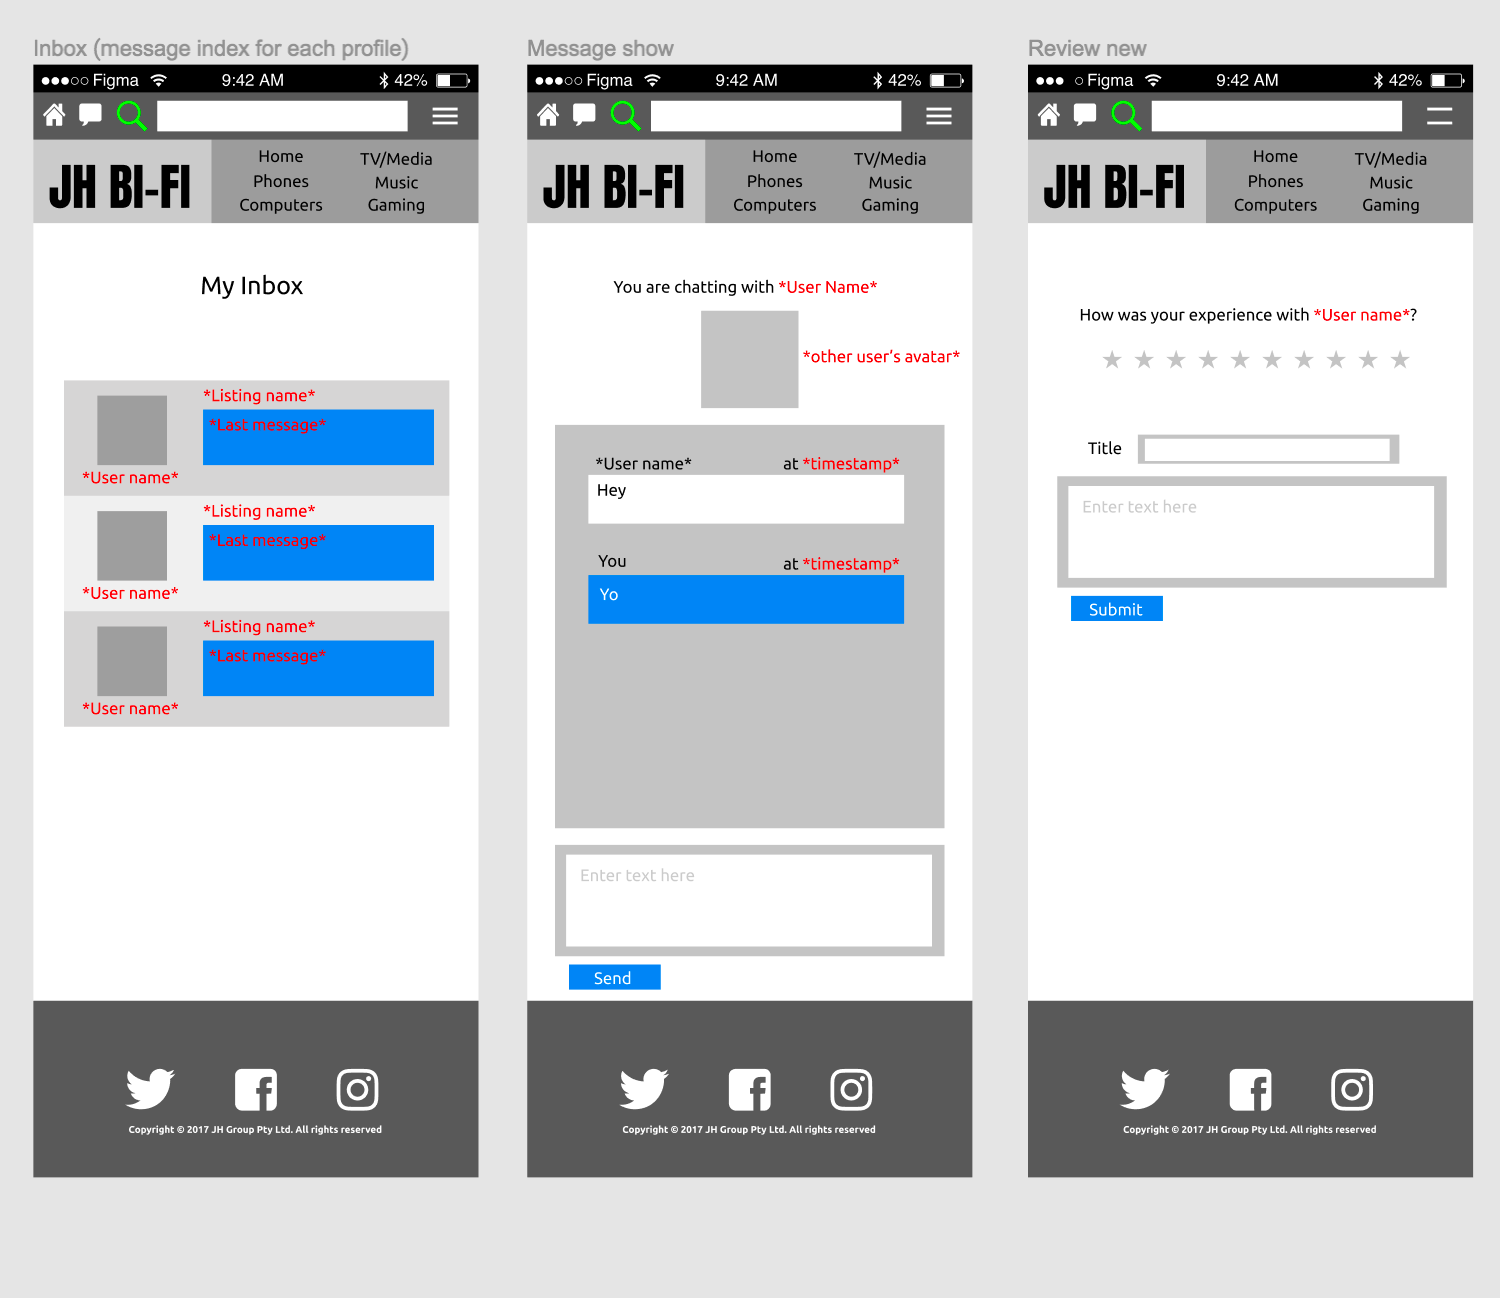 Inbox (message index for each profile)
Figma 9:42 AM 42%
JH BI-FI
Home
Phones
Computers
TV/Media
Music
Gaming
My Inbox
*Listing name*
*Last message*
*User name*
*Listing name*
*Last message*
*User name*
*Listing name*
*Last message*
*User name*
Copyright © 2017 JH Group Pty Ltd. All rights reserved
Message show
Figma 9:42 AM 42%
JH BI-FI
Home
Phones
Computers
TV/Media
Music
Gaming
You are chatting with *User Name*
*other user's avatar*
*User name* at *timestamp*
Hey
You at *timestamp*
Yo
Enter text here
Send
Copyright © 2017 JH Group Pty Ltd. All rights reserved
Review new
Figma 9:42 AM 42%
JH BI-FI
Home
Phones
Computers
TV/Media
Music
Gaming
How was your experience with *User name*?
Title
Enter text here
Submit
Copyright © 2017 JH Group Pty Ltd. All rights reserved